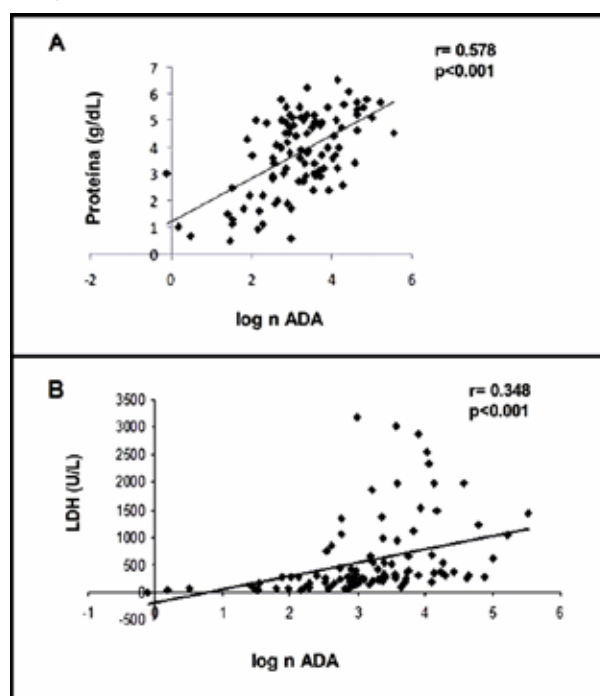 A
r= 0.578
p<0.001
Proteína (g/dL)
7
6
5
4
3
2
1
0
-2 0 2 4 6
log n ADA
B
r= 0.348
p<0.001
LDH (U/L)
3500
3000
2500
2000
1500
1000
500
0
-500
-1 0 1 2 3 4 5 6
log n ADA